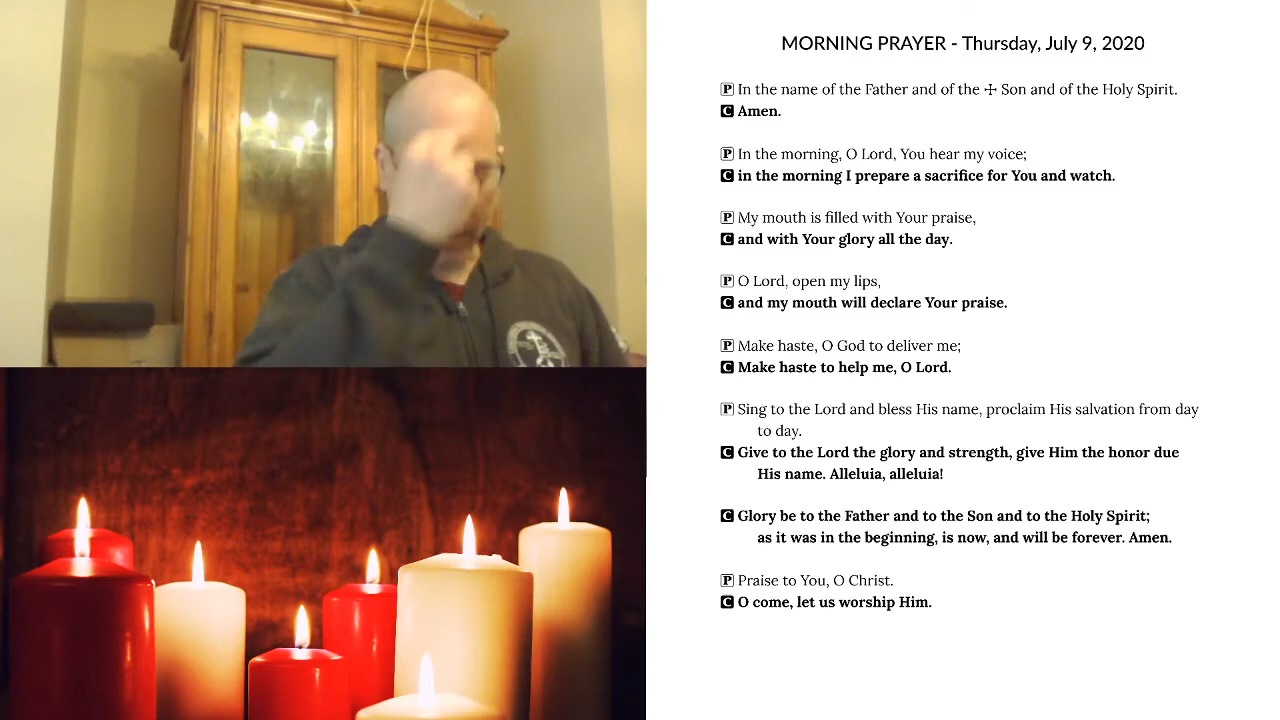 MORNING PRAYER - Thursday, July 9, 2020
P In the name of the Father and of the ☩ Son and of the Holy Spirit.
C Amen.
P In the morning, O Lord, You hear my voice;
C in the morning I prepare a sacrifice for You and watch.
P My mouth is filled with Your praise,
C and with Your glory all the day.
P O Lord, open my lips,
C and my mouth will declare Your praise.
P Make haste, O God to deliver me;
C Make haste to help me, O Lord.
P Sing to the Lord and bless His name, proclaim His salvation from day
to day.
C Give to the Lord the glory and strength, give Him the honor due
His name. Alleluia, alleluia!
C Glory be to the Father and to the Son and to the Holy Spirit;
as it was in the beginning, is now, and will be forever. Amen.
P Praise to You, O Christ.
C O come, let us worship Him.